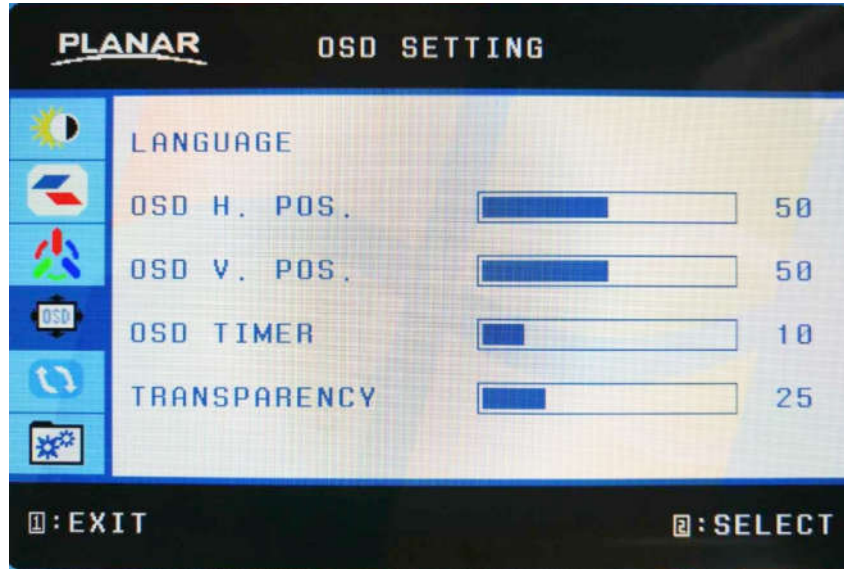 PLANAR OSD SETTING
LANGUAGE
OSD H. POS. 50
OSD V. POS. 50
OSD
OSD TIMER 10
TRANSPARENCY 25
1:EXIT 2:SELECT